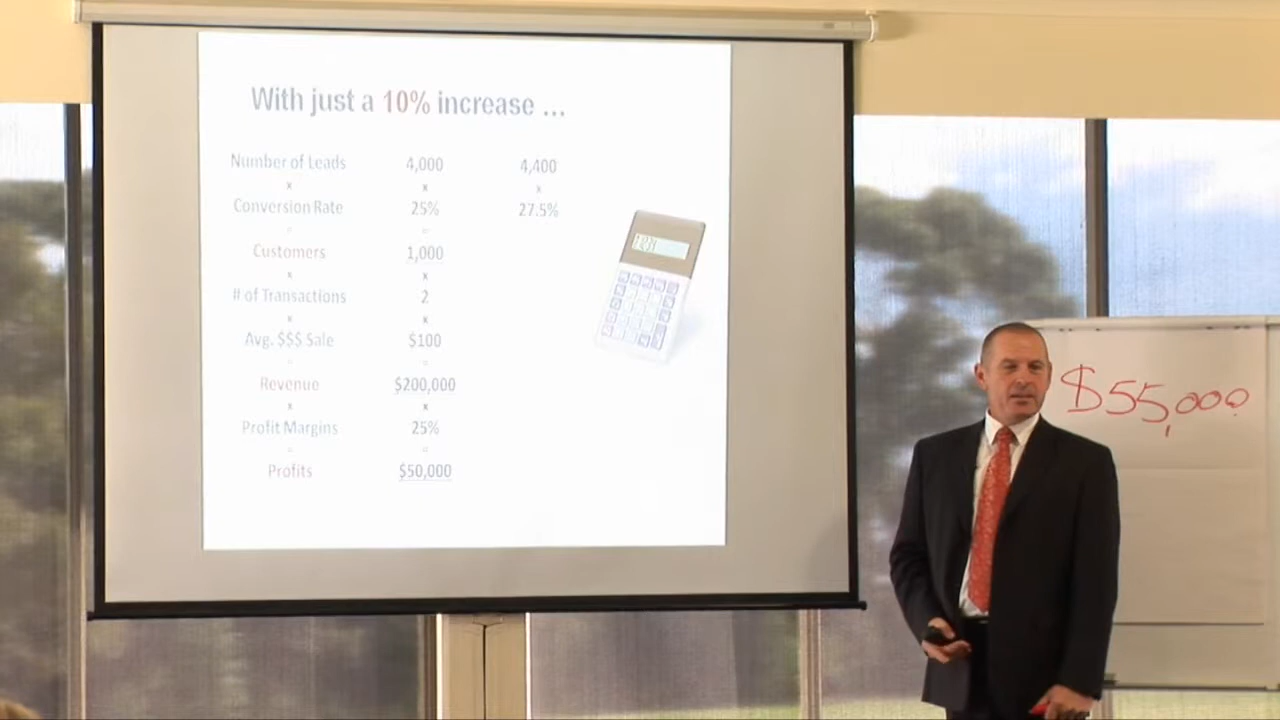 With just a 10% increase ...
Number of Leads 4,000 4,400
x x x
Conversion Rate 25% 27.5%
= =
Customers 1,000
x x
# of Transactions 2
x x
Avg. $$$ Sale $100
= =
Revenue $200,000
x x
Profit Margins 25%
= =
Profits $50,000
$55,000